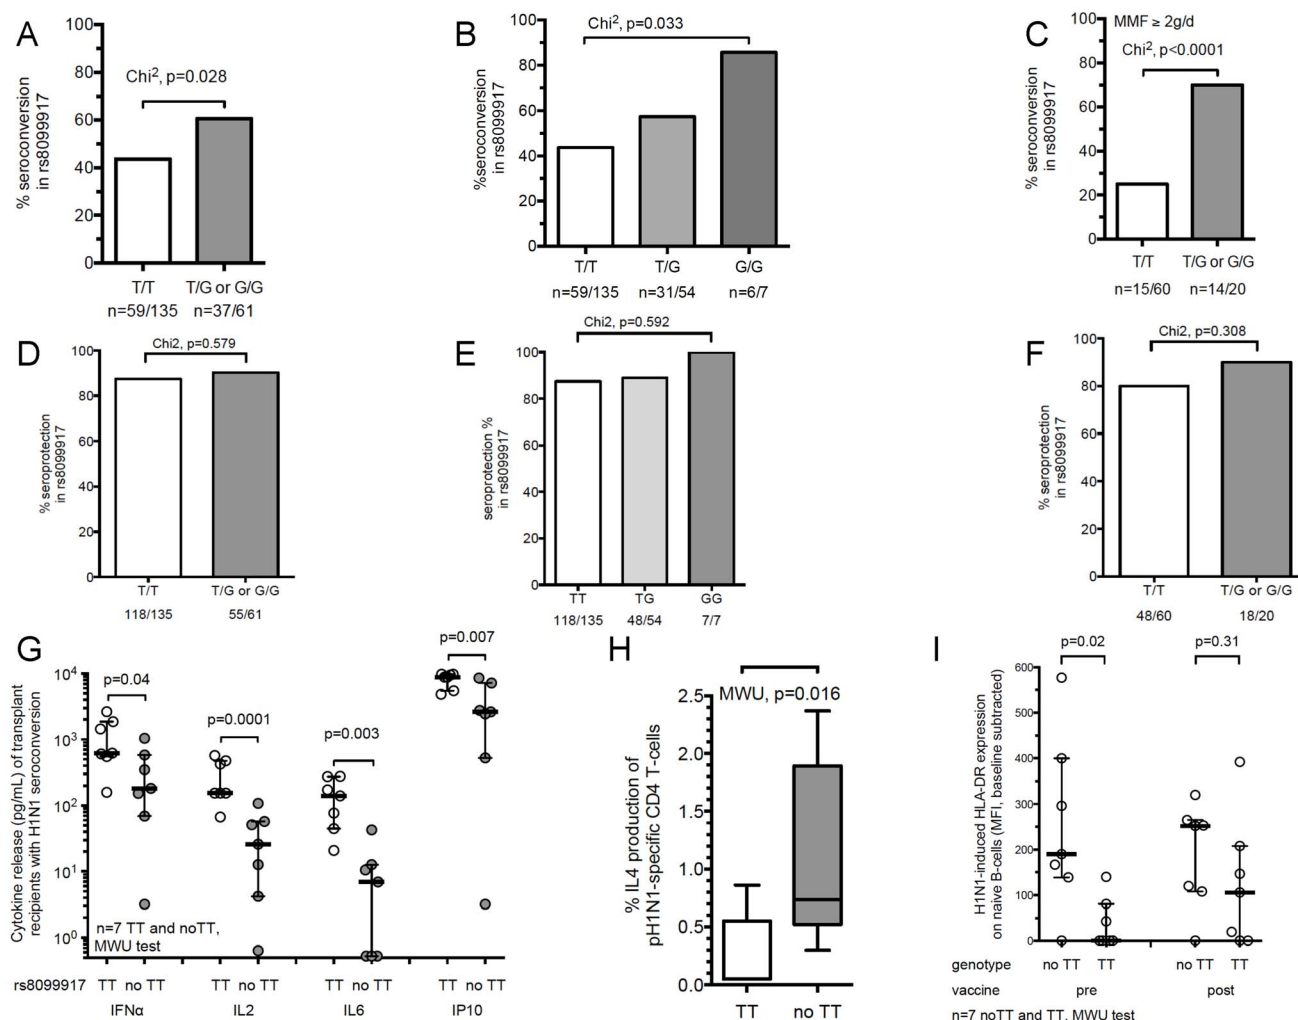 A
% seroconversion
in rs8099917
100
80
60
40
20
0
Chi², p=0.028
T/T
T/G or G/G
n=59/135
n=37/61
B
%seroconversion
in rs8099917
100
80
60
40
20
0
Chi², p=0.033
T/T
T/G
G/G
n=59/135
n=31/54
n=6/7
C
% seroconversion
in rs8099917
100
80
60
40
20
0
MMF ≥ 2g/d
Chi², p<0.0001
T/T
T/G or G/G
n=15/60
n=14/20
D
% seroprotection
in rs8099917
100
80
60
40
20
0
Chi2, p=0.579
T/T
T/G or G/G
118/135
55/61
E
seroprotection %
in rs8099917
100
80
60
40
20
0
Chi2, p=0.592
TT
TG
GG
118/135
48/54
7/7
F
% seroprotection
in rs8099917
100
80
60
40
20
0
Chi2, p=0.308
T/T
T/G or G/G
48/60
18/20
G
Cytokine release (pg/mL) of transplant
recipients with H1N1 seroconversion
10⁴
10³
10²
10¹
10⁰
p=0.04
p=0.0001
p=0.003
p=0.007
n=7 TT and noTT,
MWU test
rs8099917
TT no TT
TT no TT
TT no TT
TT no TT
IFNα
IL2
IL6
IP10
H
% IL4 production of
pH1N1-specific CD4 T-cells
2.5
2.0
1.5
1.0
0.5
0.0
MWU, p=0.016
TT
no TT
I
H1N1-induced HLA-DR expression
on naive B-cells (MFI, baseline subtracted)
600
500
400
300
200
100
0
p=0.02
p=0.31
genotype
no TT
TT
no TT
TT
vaccine
pre
post
n=7 noTT and TT, MWU test